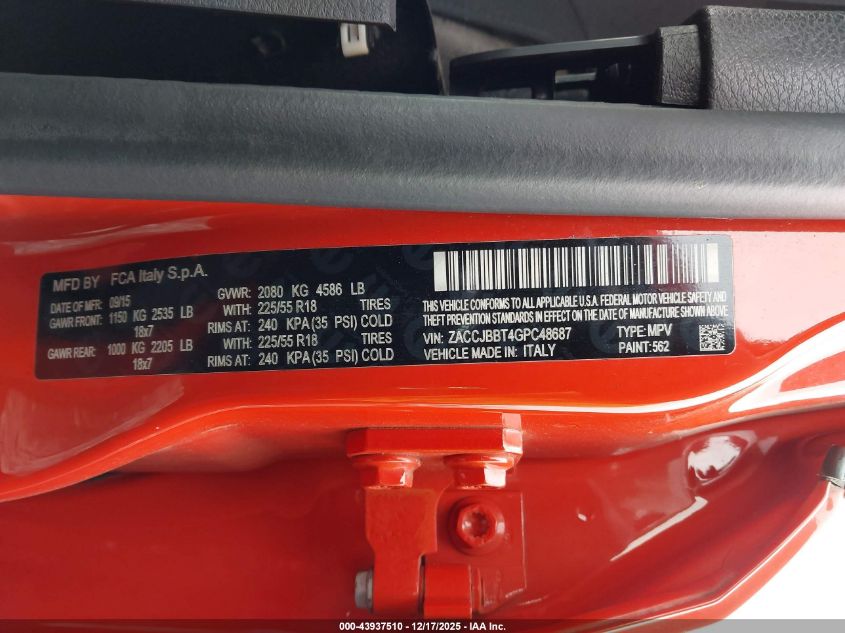 MFD BY FCA Italy S.p.A.
DATE OF MFR: 09/15 GVWR: 2080 KG 4586 LB
GAWR FRONT: 1150 KG 2535 LB WITH: 225/55 R18 TIRES
18x7 RIMS AT: 240 KPA (35 PSI) COLD
GAWR REAR: 1000 KG 2205 LB WITH: 225/55 R18 TIRES
18x7 RIMS AT: 240 KPA (35 PSI) COLD
THIS VEHICLE CONFORMS TO ALL APPLICABLE U.S.A. FEDERAL MOTOR VEHICLE
THEFT PREVENTION STANDARDS IN EFFECT ON THE DATE OF MANUFACTURE
SAFETY, BUMPER, AND
SHOWN ABOVE
VIN: ZACCJBBT4GPC48687 TYPE: MPV
VEHICLE MADE IN: ITALY PAINT: 562
000-43937510 - 12/17/2025 - IAA Inc.